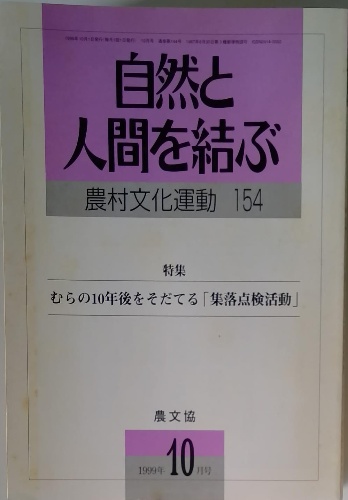 自然と
人間を結ぶ
農村文化運動 154
特集
むらの10年後をそだてる「集落点検活動」
農文協
1999年 10月号